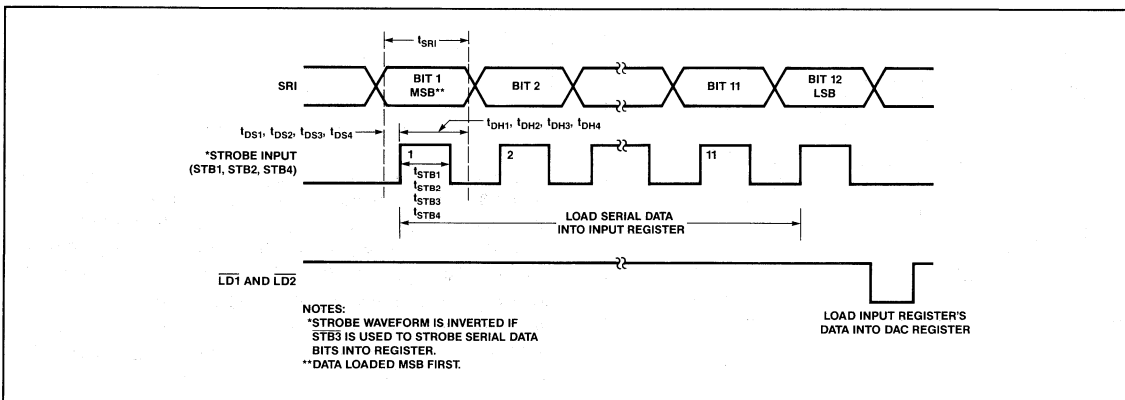 tSRI
SRI
BIT 1
MSB**
BIT 2
BIT 11
BIT 12
LSB
tDS1, tDS2, tDS3, tDS4
tDH1, tDH2, tDH3, tDH4
*STROBE INPUT
(STB1, STB2, STB4)
1
2
11
tSTB1
tSTB2
tSTB3
tSTB4
LOAD SERIAL DATA
INTO INPUT REGISTER
L̅D̅1̅ AND L̅D̅2̅
LOAD INPUT REGISTER'S
DATA INTO DAC REGISTER
NOTES:
*STROBE WAVEFORM IS INVERTED IF
S̅T̅B̅3̅ IS USED TO STROBE SERIAL DATA
BITS INTO REGISTER.
**DATA LOADED MSB FIRST.